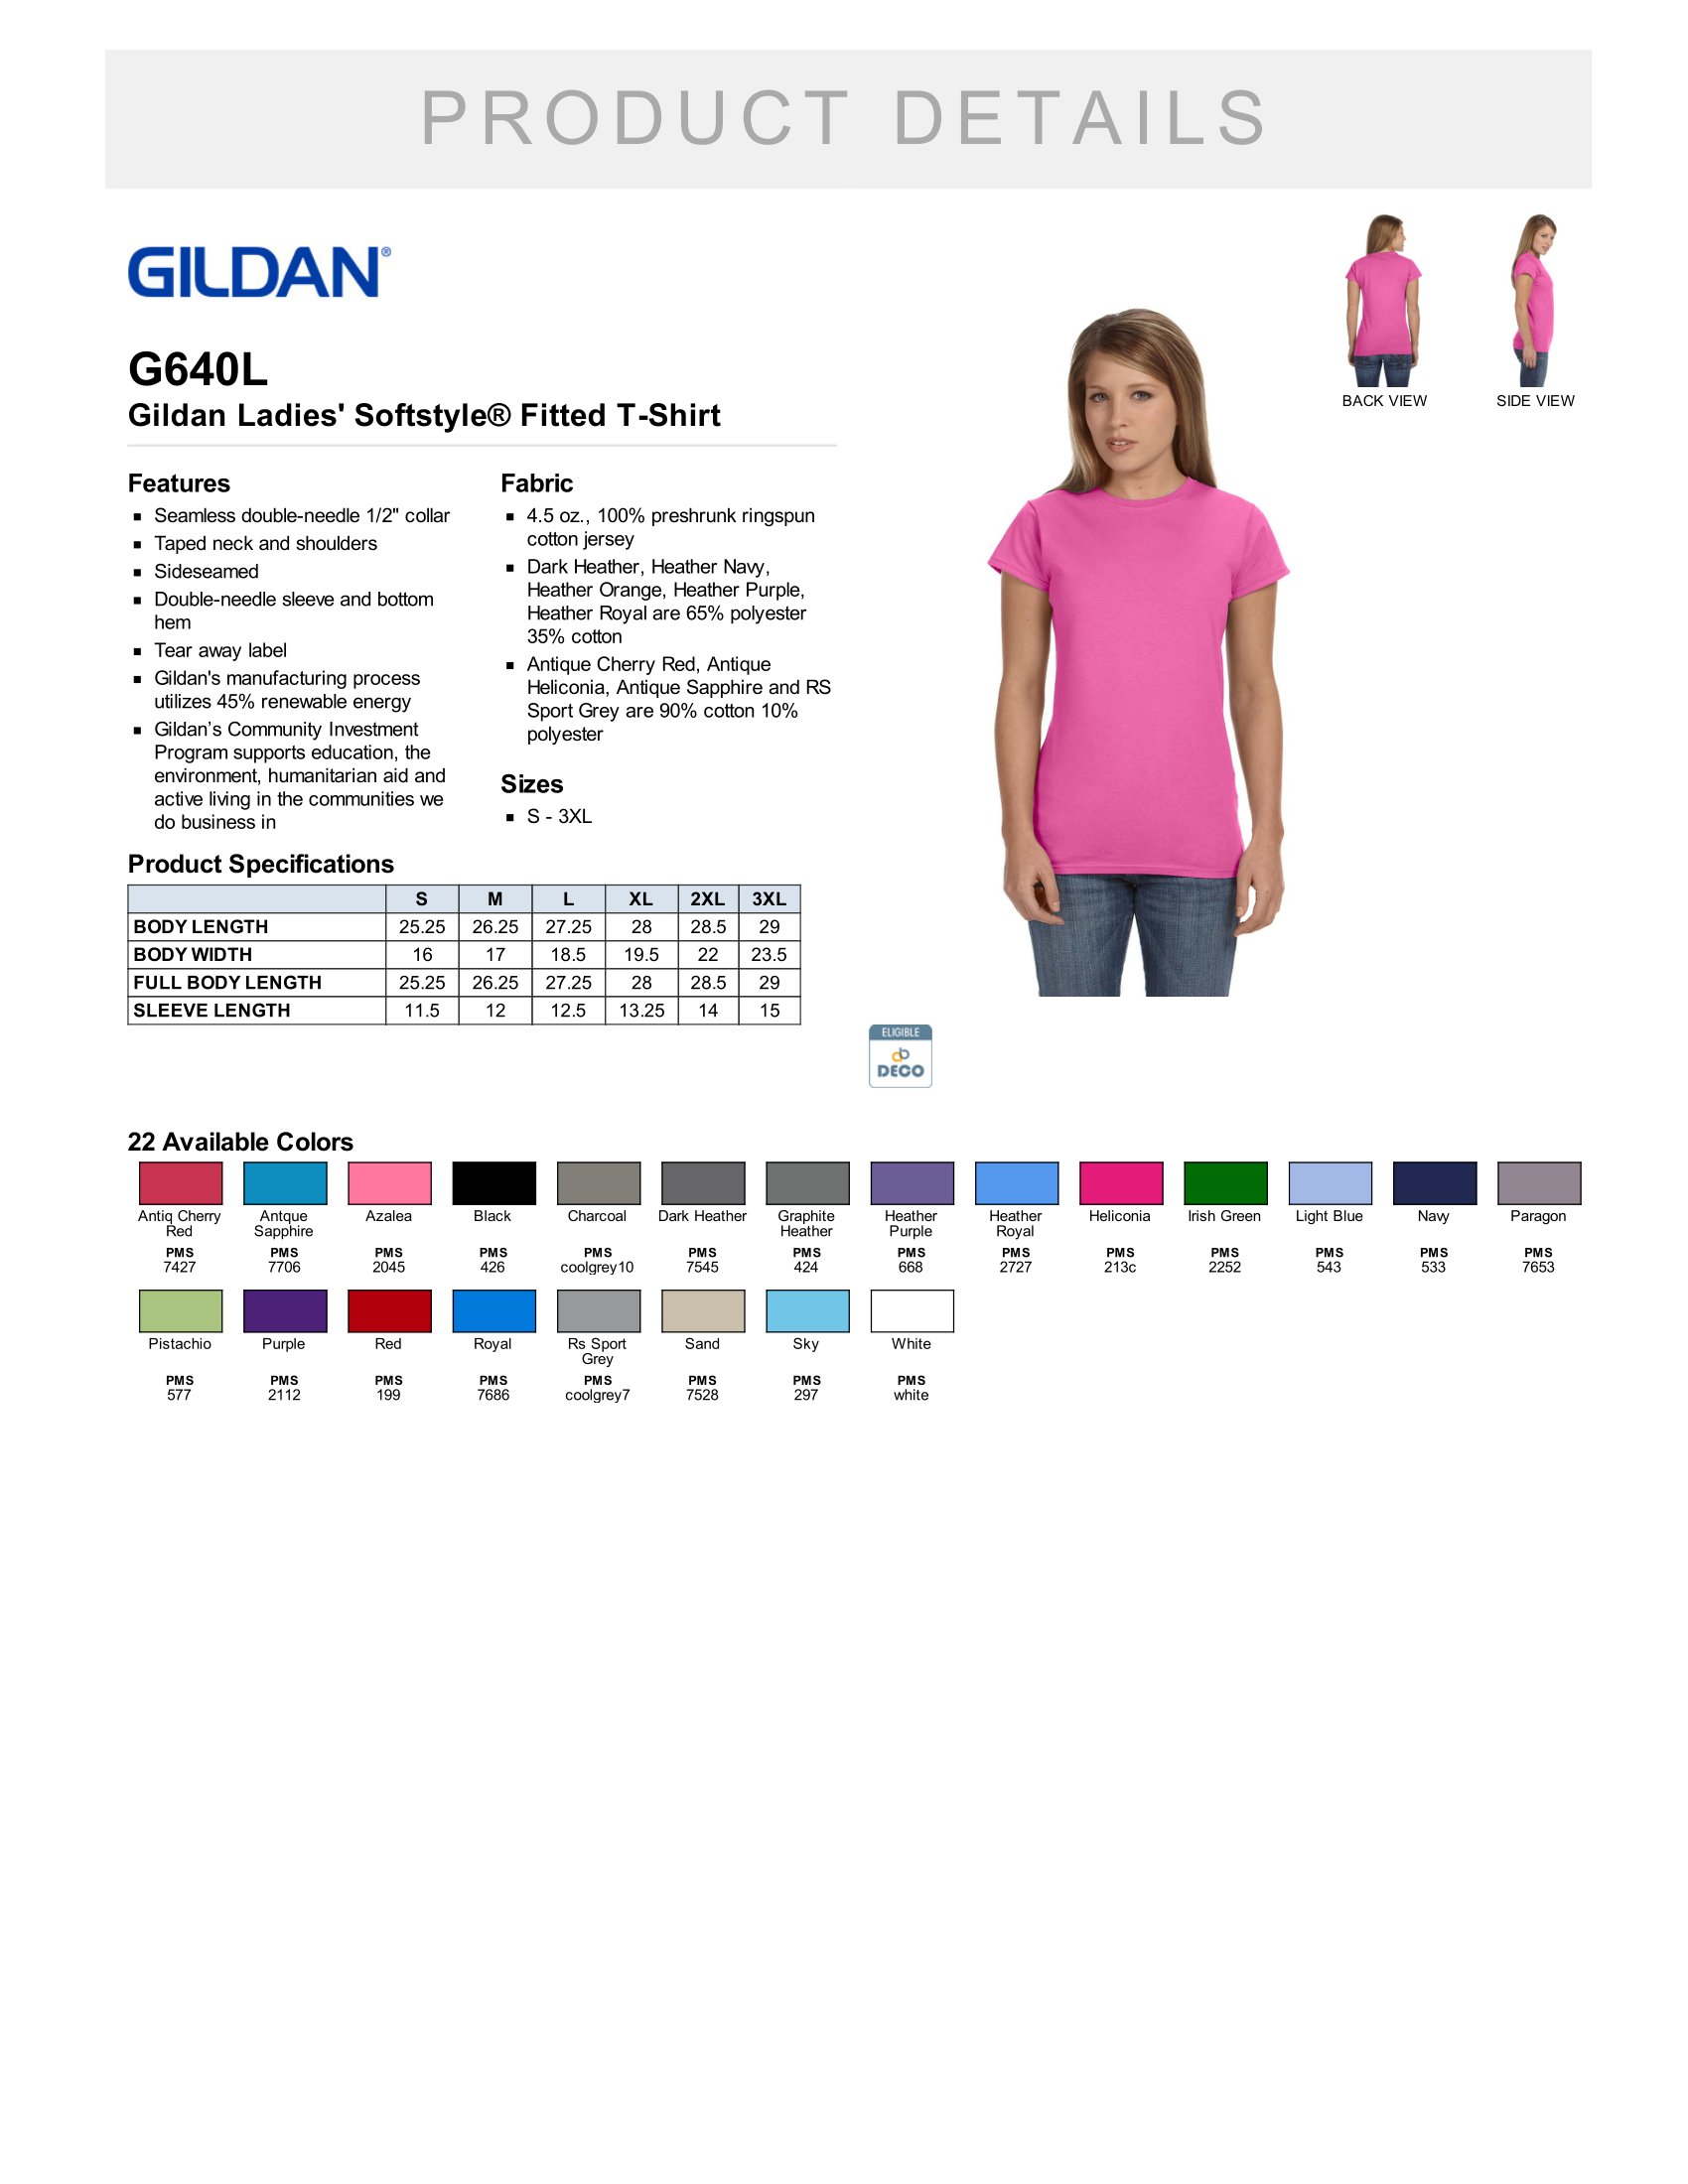 PRODUCT DETAILS
GILDAN®
BACK VIEW
SIDE VIEW
G640L
Gildan Ladies' Softstyle® Fitted T-Shirt
Features
▪ Seamless double-needle 1/2" collar
▪ Taped neck and shoulders
▪ Sideseamed
▪ Double-needle sleeve and bottom
hem
▪ Tear away label
▪ Gildan's manufacturing process
utilizes 45% renewable energy
▪ Gildan’s Community Investment
Program supports education, the
environment, humanitarian aid and
active living in the communities we
do business in
Fabric
▪ 4.5 oz., 100% preshrunk ringspun
cotton jersey
▪ Dark Heather, Heather Navy,
Heather Orange, Heather Purple,
Heather Royal are 65% polyester
35% cotton
▪ Antique Cherry Red, Antique
Heliconia, Antique Sapphire and RS
Sport Grey are 90% cotton 10%
polyester
Sizes
▪ S - 3XL
Product Specifications
S M L XL 2XL 3XL
BODY LENGTH 25.25 26.25 27.25 28 28.5 29
BODY WIDTH 16 17 18.5 19.5 22 23.5
FULL BODY LENGTH 25.25 26.25 27.25 28 28.5 29
SLEEVE LENGTH 11.5 12 12.5 13.25 14 15
ELIGIBLE
ab
DECO
22 Available Colors
Antiq Cherry Antque Azalea Black Charcoal Dark Heather Graphite Heather Heather Heliconia Irish Green Light Blue Navy Paragon
Red Sapphire Heather Purple Royal
PMS PMS PMS PMS PMS PMS PMS PMS PMS PMS PMS PMS PMS PMS
7427 7706 2045 426 coolgrey10 7545 424 668 2727 213c 2252 543 533 7653
Pistachio Purple Red Royal Rs Sport Sand Sky White
Grey
PMS PMS PMS PMS PMS PMS PMS PMS
577 2112 199 7686 coolgrey7 7528 297 white